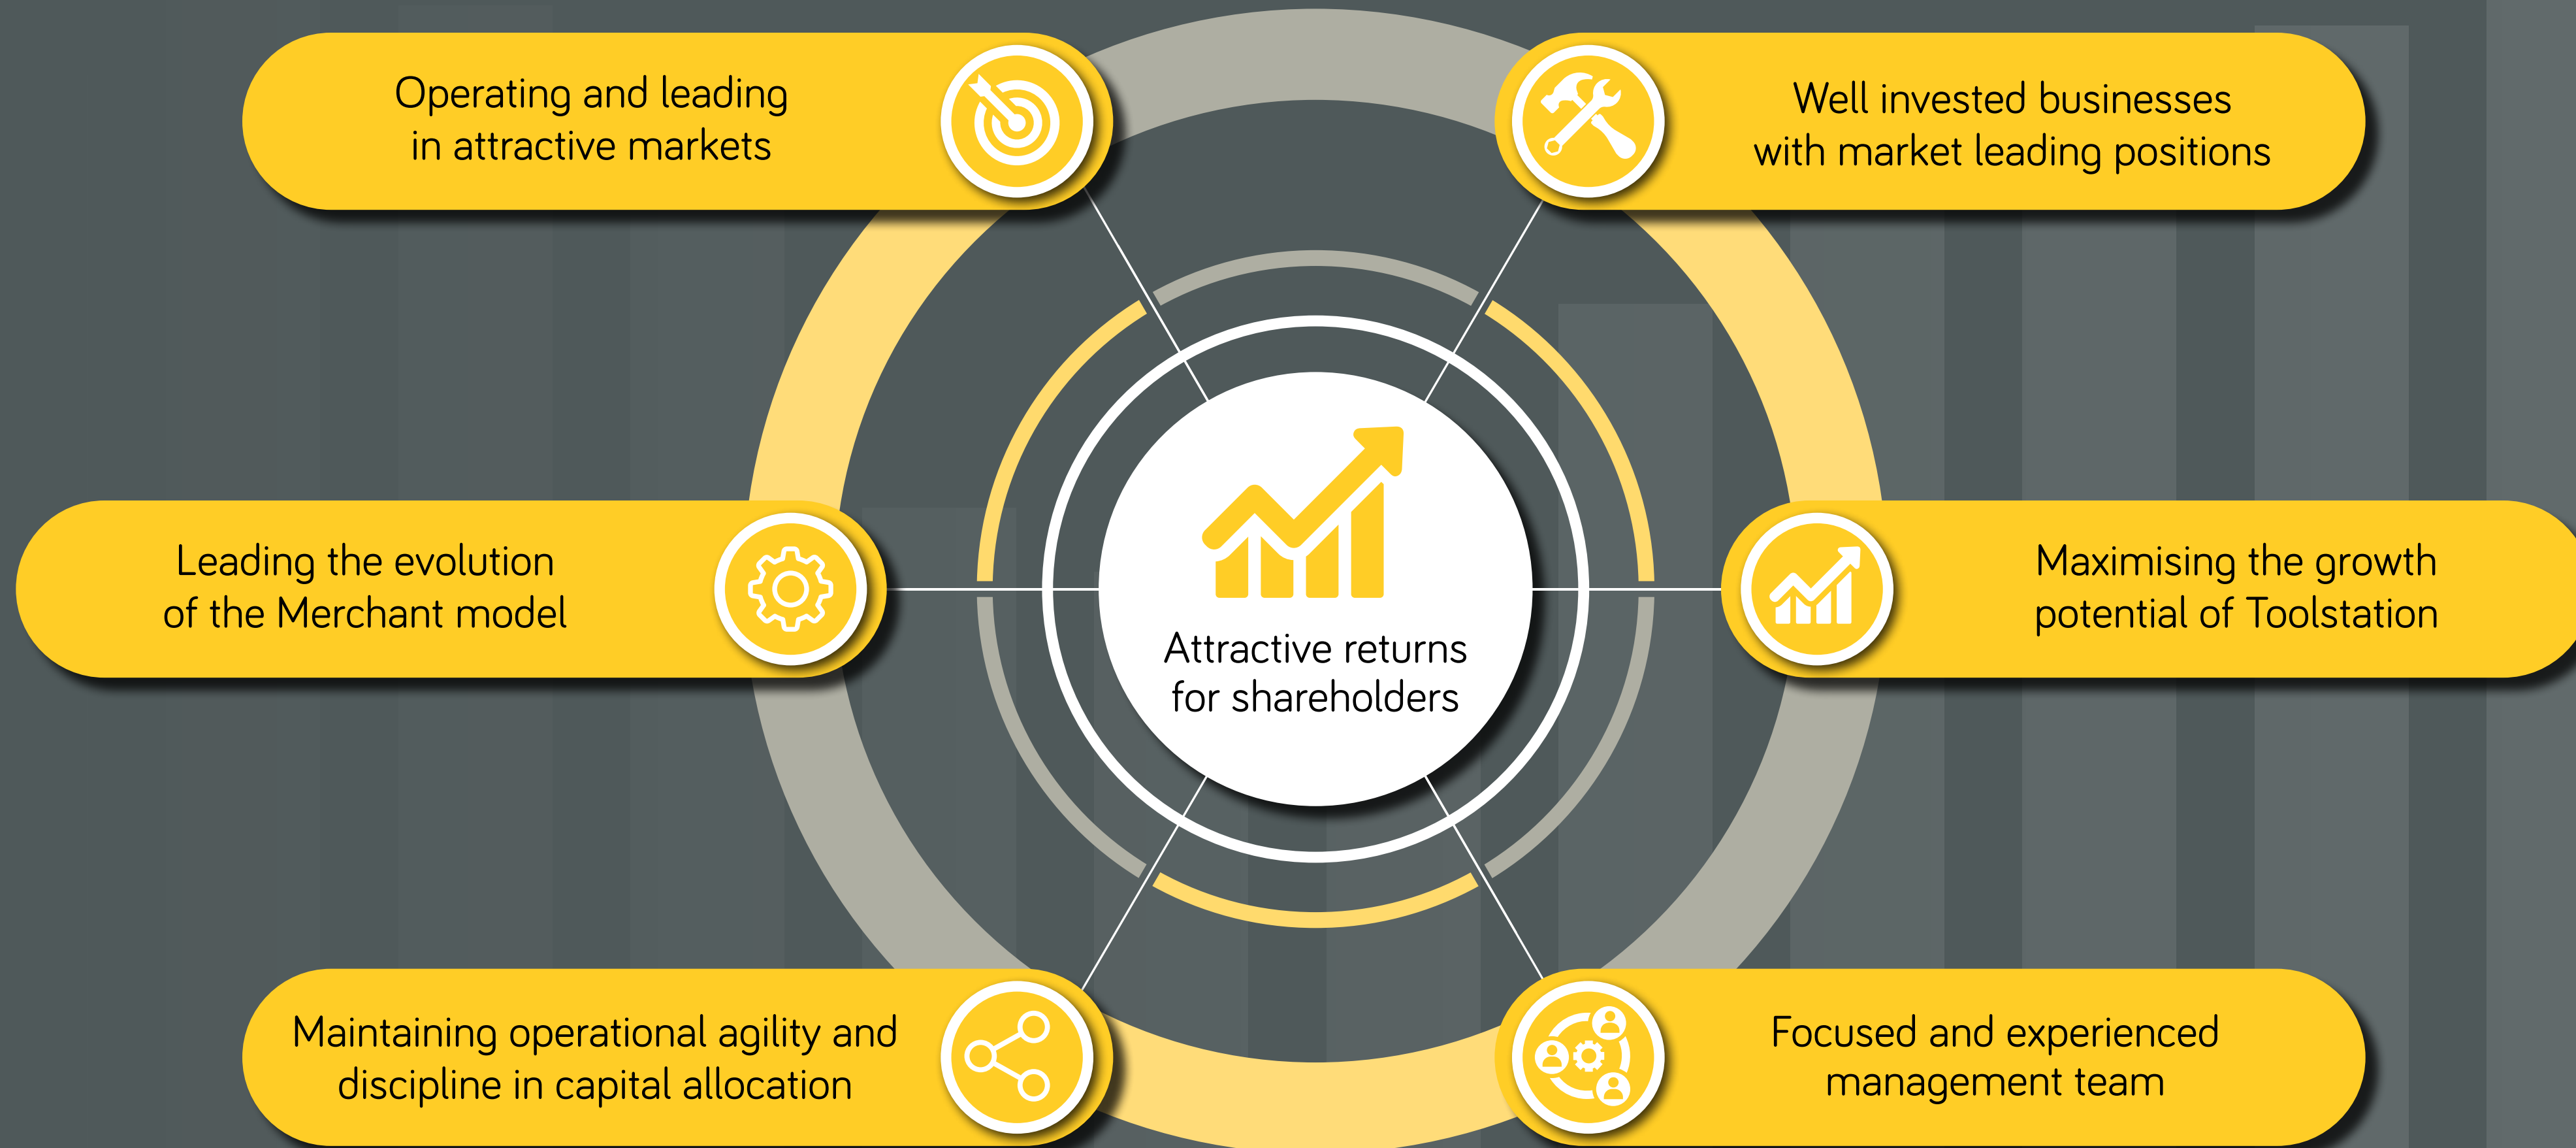 Operating and leading
in attractive markets
Well invested businesses
with market leading positions
Leading the evolution
of the Merchant model
Attractive returns
for shareholders
Maximising the growth
potential of Toolstation
Maintaining operational agility and
discipline in capital allocation
Focused and experienced
management team